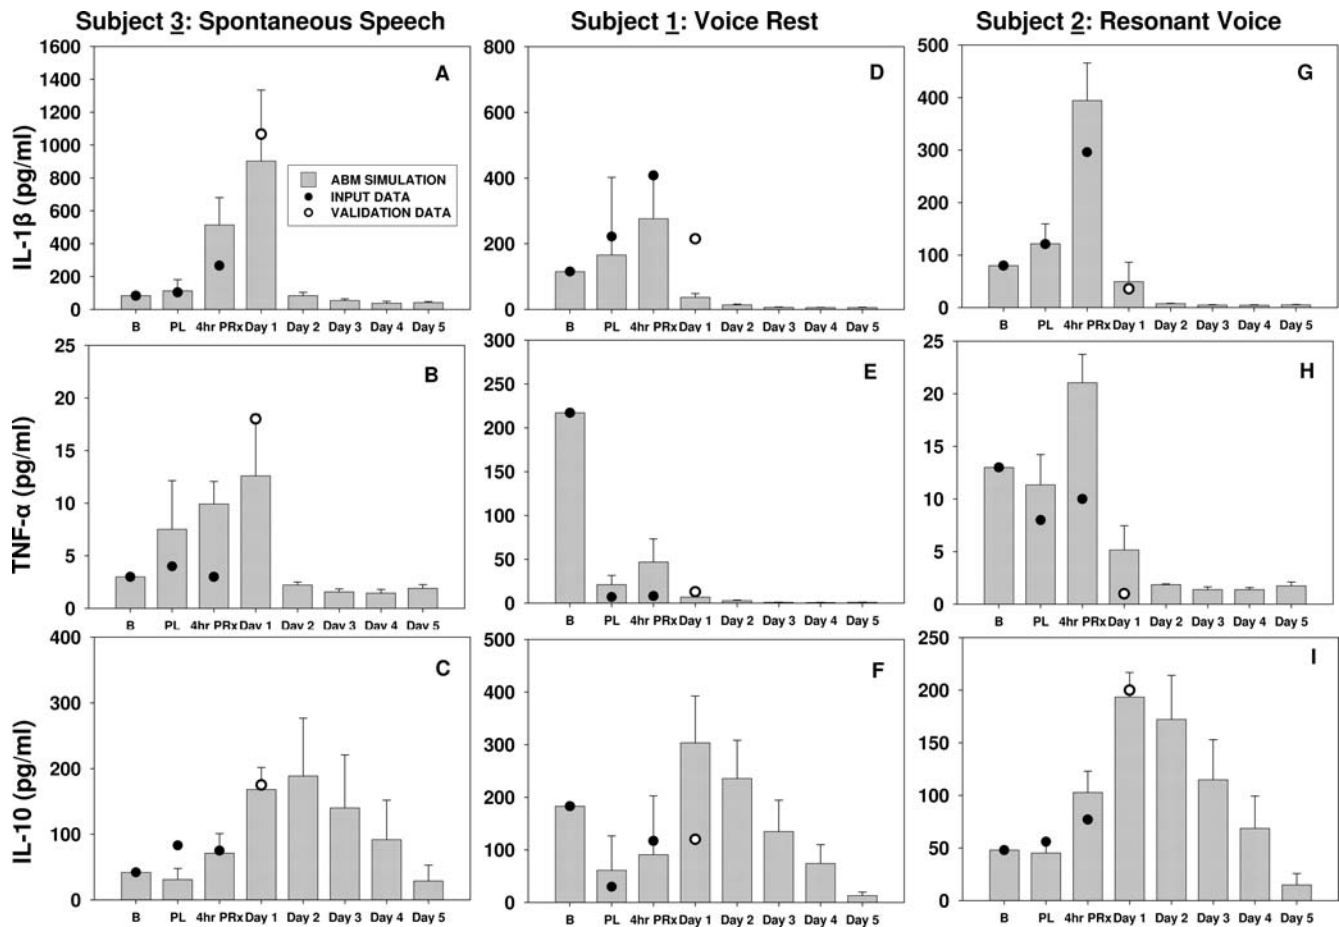 Subject 3: Spontaneous Speech
Subject 1: Voice Rest
Subject 2: Resonant Voice
IL-1β (pg/ml)
1600
1400
1200
1000
800
600
400
200
0
A
ABM SIMULATION
INPUT DATA
VALIDATION DATA
B PL 4hr PRx Day 1 Day 2 Day 3 Day 4 Day 5
800
600
400
200
0
D
B PL 4hr PRx Day 1 Day 2 Day 3 Day 4 Day 5
500
400
300
200
100
0
G
B PL 4hr PRx Day 1 Day 2 Day 3 Day 4 Day 5
TNF-α (pg/ml)
25
20
15
10
5
0
B
B PL 4hr PRx Day 1 Day 2 Day 3 Day 4 Day 5
300
250
200
150
100
50
0
E
B PL 4hr PRx Day 1 Day 2 Day 3 Day 4 Day 5
25
20
15
10
5
0
H
B PL 4hr PRx Day 1 Day 2 Day 3 Day 4 Day 5
IL-10 (pg/ml)
400
300
200
100
0
C
B PL 4hr PRx Day 1 Day 2 Day 3 Day 4 Day 5
500
400
300
200
100
0
F
B PL 4hr PRx Day 1 Day 2 Day 3 Day 4 Day 5
250
200
150
100
50
0
I
B PL 4hr PRx Day 1 Day 2 Day 3 Day 4 Day 5